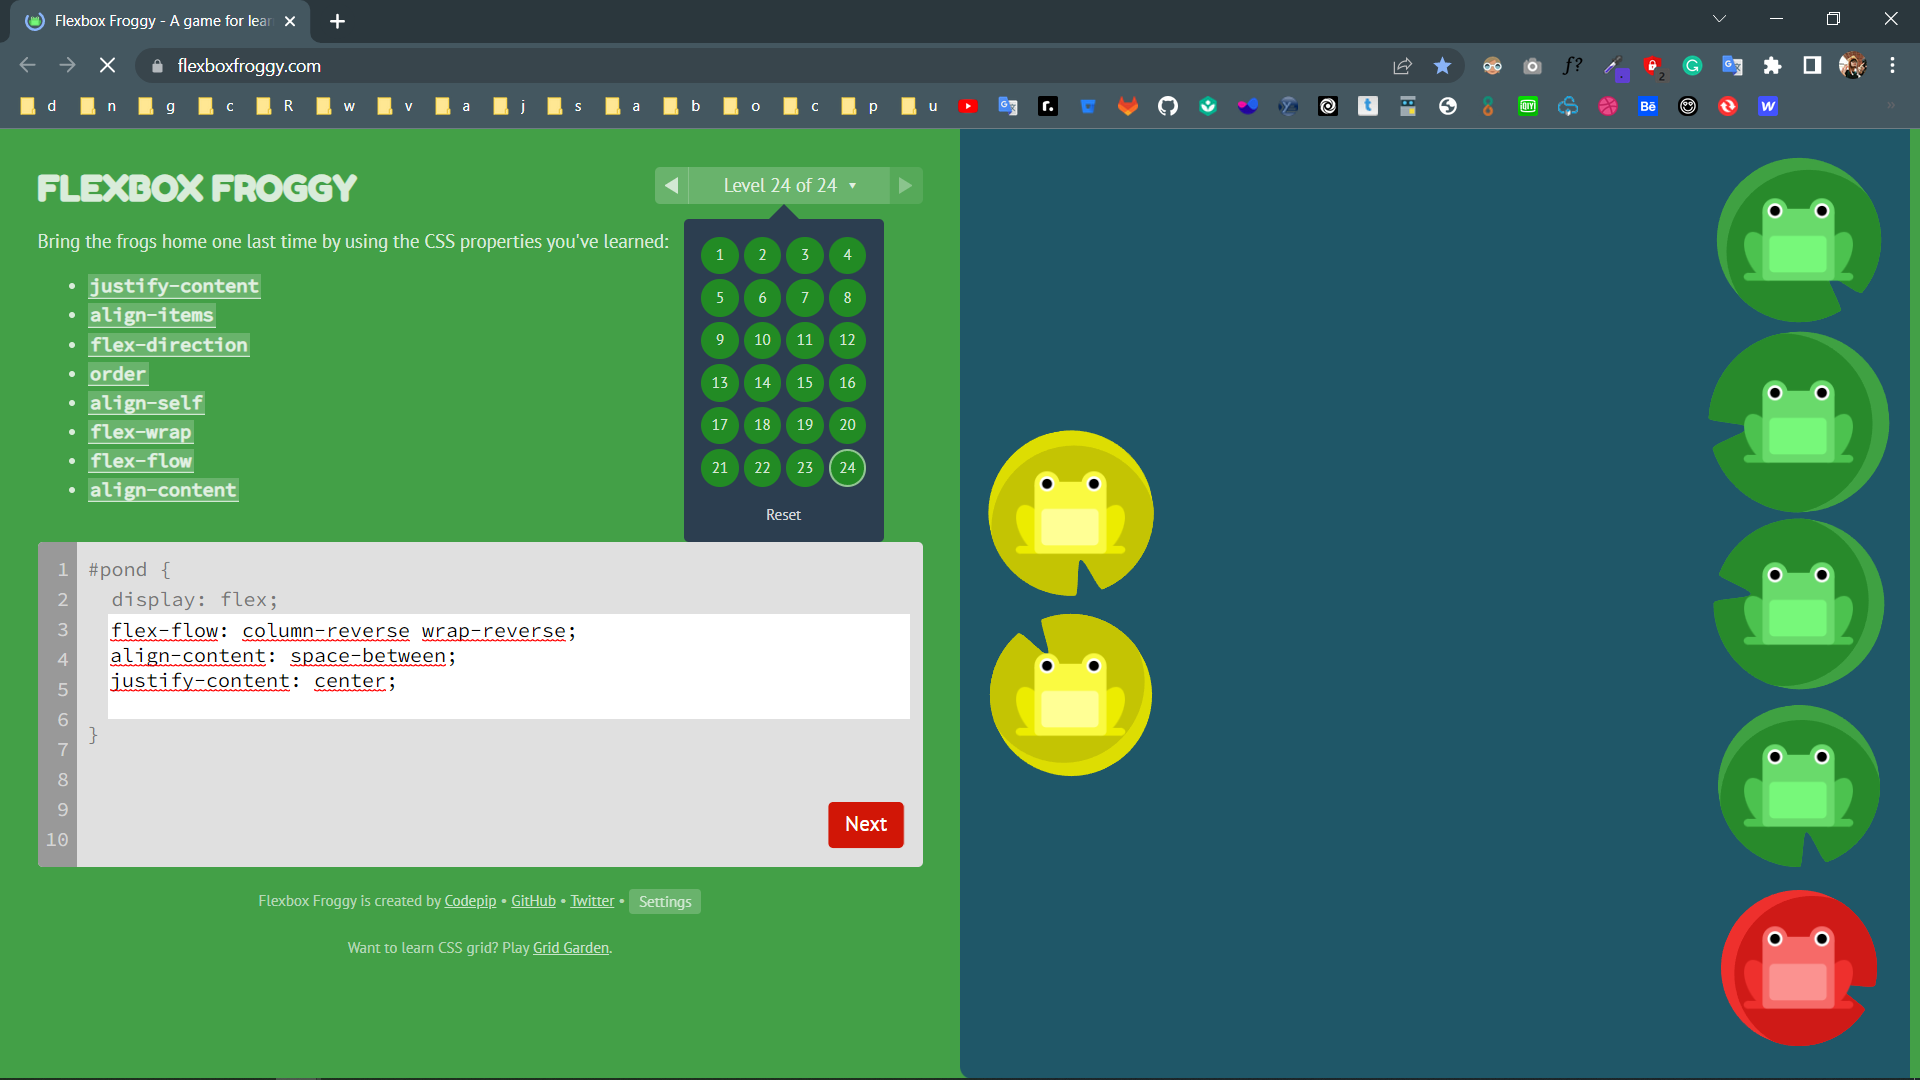 Flexbox Froggy - A game for lear
flexboxfroggy.com
f?
2
d n g c R w v a j s a b o c p u
DIY
Bē
FLEXBOX FROGGY
Level 24 of 24
Bring the frogs home one last time by using the CSS properties you've learned:
justify-content
align-items
flex-direction
order
align-self
flex-wrap
flex-flow
align-content
1 2 3 4
5 6 7 8
9 10 11 12
13 14 15 16
17 18 19 20
21 22 23 24
Reset
1 #pond {
2 display: flex;
3 flex-flow: column-reverse wrap-reverse;
4 align-content: space-between;
5 justify-content: center;
6
7 }
8
9
10
Next
Flexbox Froggy is created by Codepip • GitHub • Twitter • Settings
Want to learn CSS grid? Play Grid Garden.